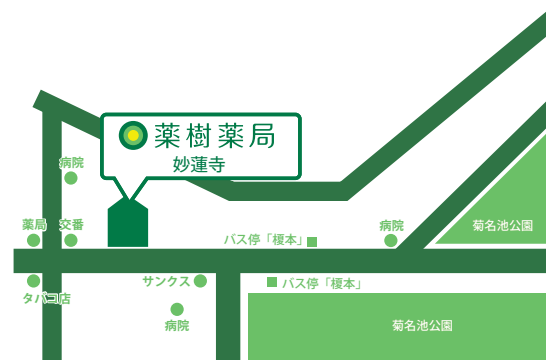 薬樹薬局
妙蓮寺
病院
薬局
交番
バス停「榎本」
病院
菊名池公園
サンクス
バス停「榎本」
タバコ店
病院
菊名池公園